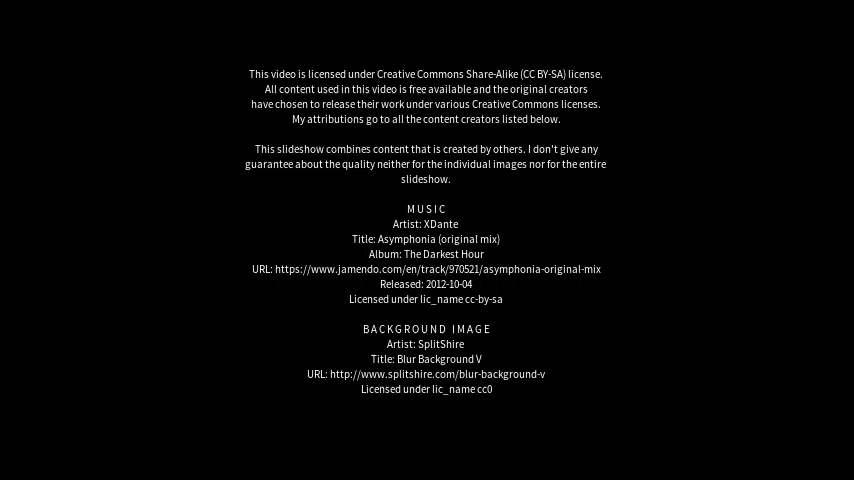 This video is licensed under Creative Commons Share-Alike (CC BY-SA) license.
All content used in this video is free available and the original creators
have chosen to release their work under various Creative Commons licenses.
My attributions go to all the content creators listed below.
This slideshow combines content that is created by others. I don't give any
guarantee about the quality neither for the individual images nor for the entire
slideshow.
MUSIC
Artist: XDante
Title: Asymphonia (original mix)
Album: The Darkest Hour
URL: https://www.jamendo.com/en/track/970521/asymphonia-original-mix
Released: 2012-10-04
Licensed under lic_name cc-by-sa
BACKGROUND IMAGE
Artist: SplitShire
Title: Blur Background V
URL: http://www.splitshire.com/blur-background-v
Licensed under lic_name cc0